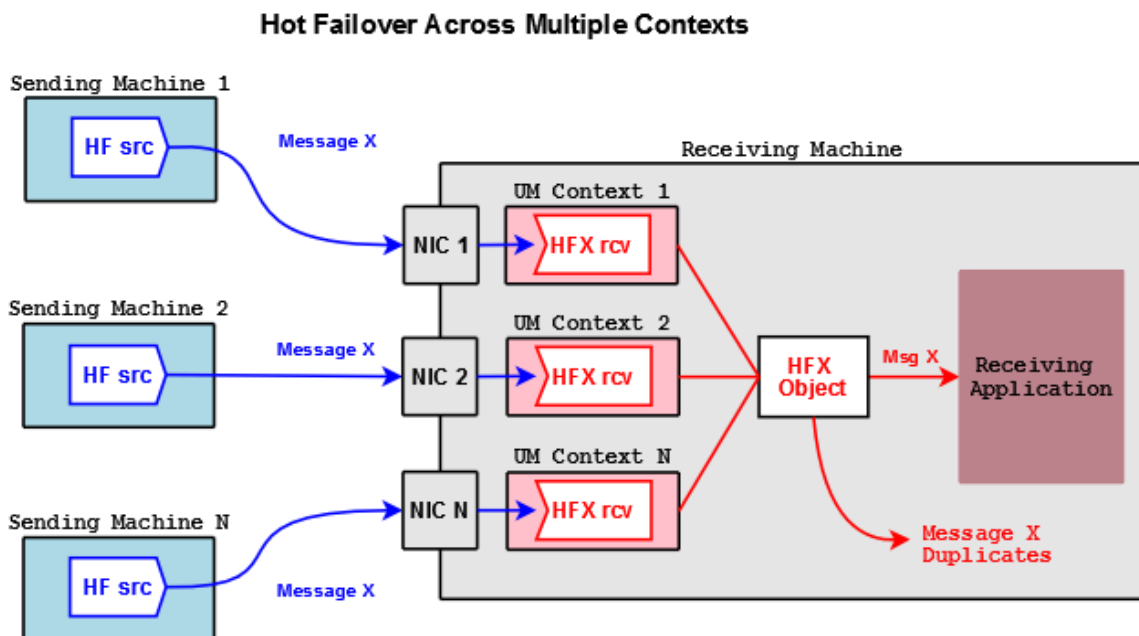 Hot Failover Across Multiple Contexts
Sending Machine 1
HF src
Message X
Receiving Machine
UM Context 1
NIC 1
HFX rcv
Sending Machine 2
HF src
Message X
UM Context 2
NIC 2
HFX rcv
HFX
Object
Msg X
Receiving
Application
UM Context N
NIC N
HFX rcv
Sending Machine N
HF src
Message X
Message X
Duplicates